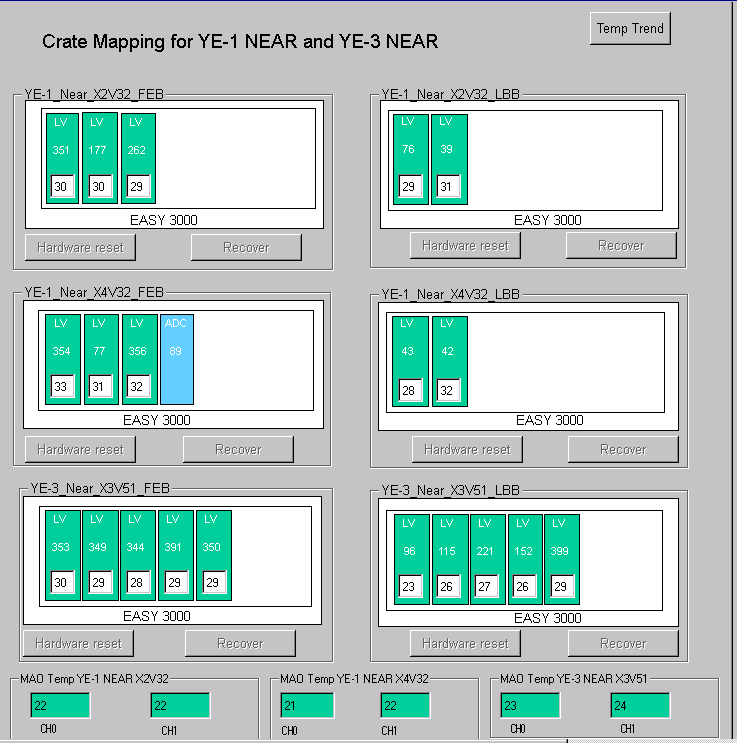 Crate Mapping for YE-1 NEAR and YE-3 NEAR
Temp Trend
YE-1_Near_X2V32_FEB
LV LV LV
351 177 262
30 30 29
EASY 3000
Hardware reset Recover
YE-1_Near_X2V32_LBB
LV LV
76 39
29 31
EASY 3000
Hardware reset Recover
YE-1_Near_X4V32_FEB
LV LV LV ADC
354 77 356 89
33 31 32
EASY 3000
Hardware reset Recover
YE-1_Near_X4V32_LBB
LV LV
43 42
28 32
EASY 3000
Hardware reset Recover
YE-3_Near_X3V51_FEB
LV LV LV LV LV
353 349 344 391 350
30 29 28 29 29
EASY 3000
Hardware reset Recover
YE-3_Near_X3V51_LBB
LV LV LV LV LV
96 115 221 152 399
23 26 27 26 29
EASY 3000
Hardware reset Recover
MAO Temp YE-1 NEAR X2V32
22 22
CH0 CH1
MAO Temp YE-1 NEAR X4V32
21 22
CH0 CH1
MAO Temp YE-3 NEAR X3V51
23 24
CH0 CH1